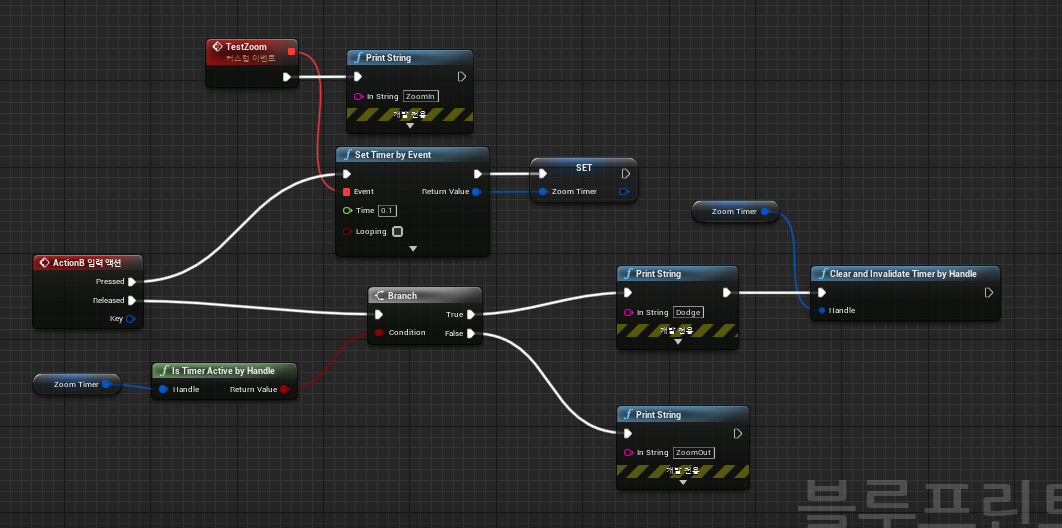 TestZoom
커스텀 이벤트
Print String
In String ZoomIn
개발 전용
Set Timer by Event
Event
Return Value
Time 0.1
Looping
SET
Zoom Timer
Zoom Timer
ActionB 입력 액션
Pressed
Released
Key
Branch
True
Condition
False
Print String
In String Dodge
개발 전용
Clear and Invalidate Timer by Handle
Handle
Zoom Timer
Is Timer Active by Handle
Handle
Return Value
Print String
In String ZoomOut
개발 전용
블루프린트